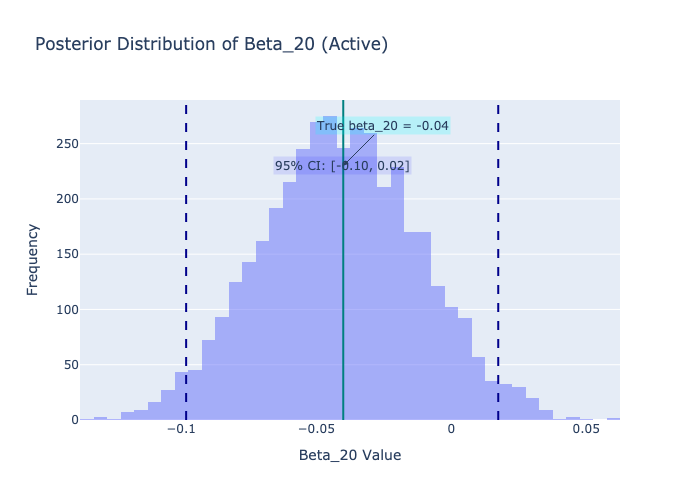 Posterior Distribution of Beta_20 (Active)
True beta_20 = -0.04
95% CI: [-0.10, 0.02]
250
200
150
100
50
0
Frequency
−0.1
−0.05
0
0.05
Beta_20 Value